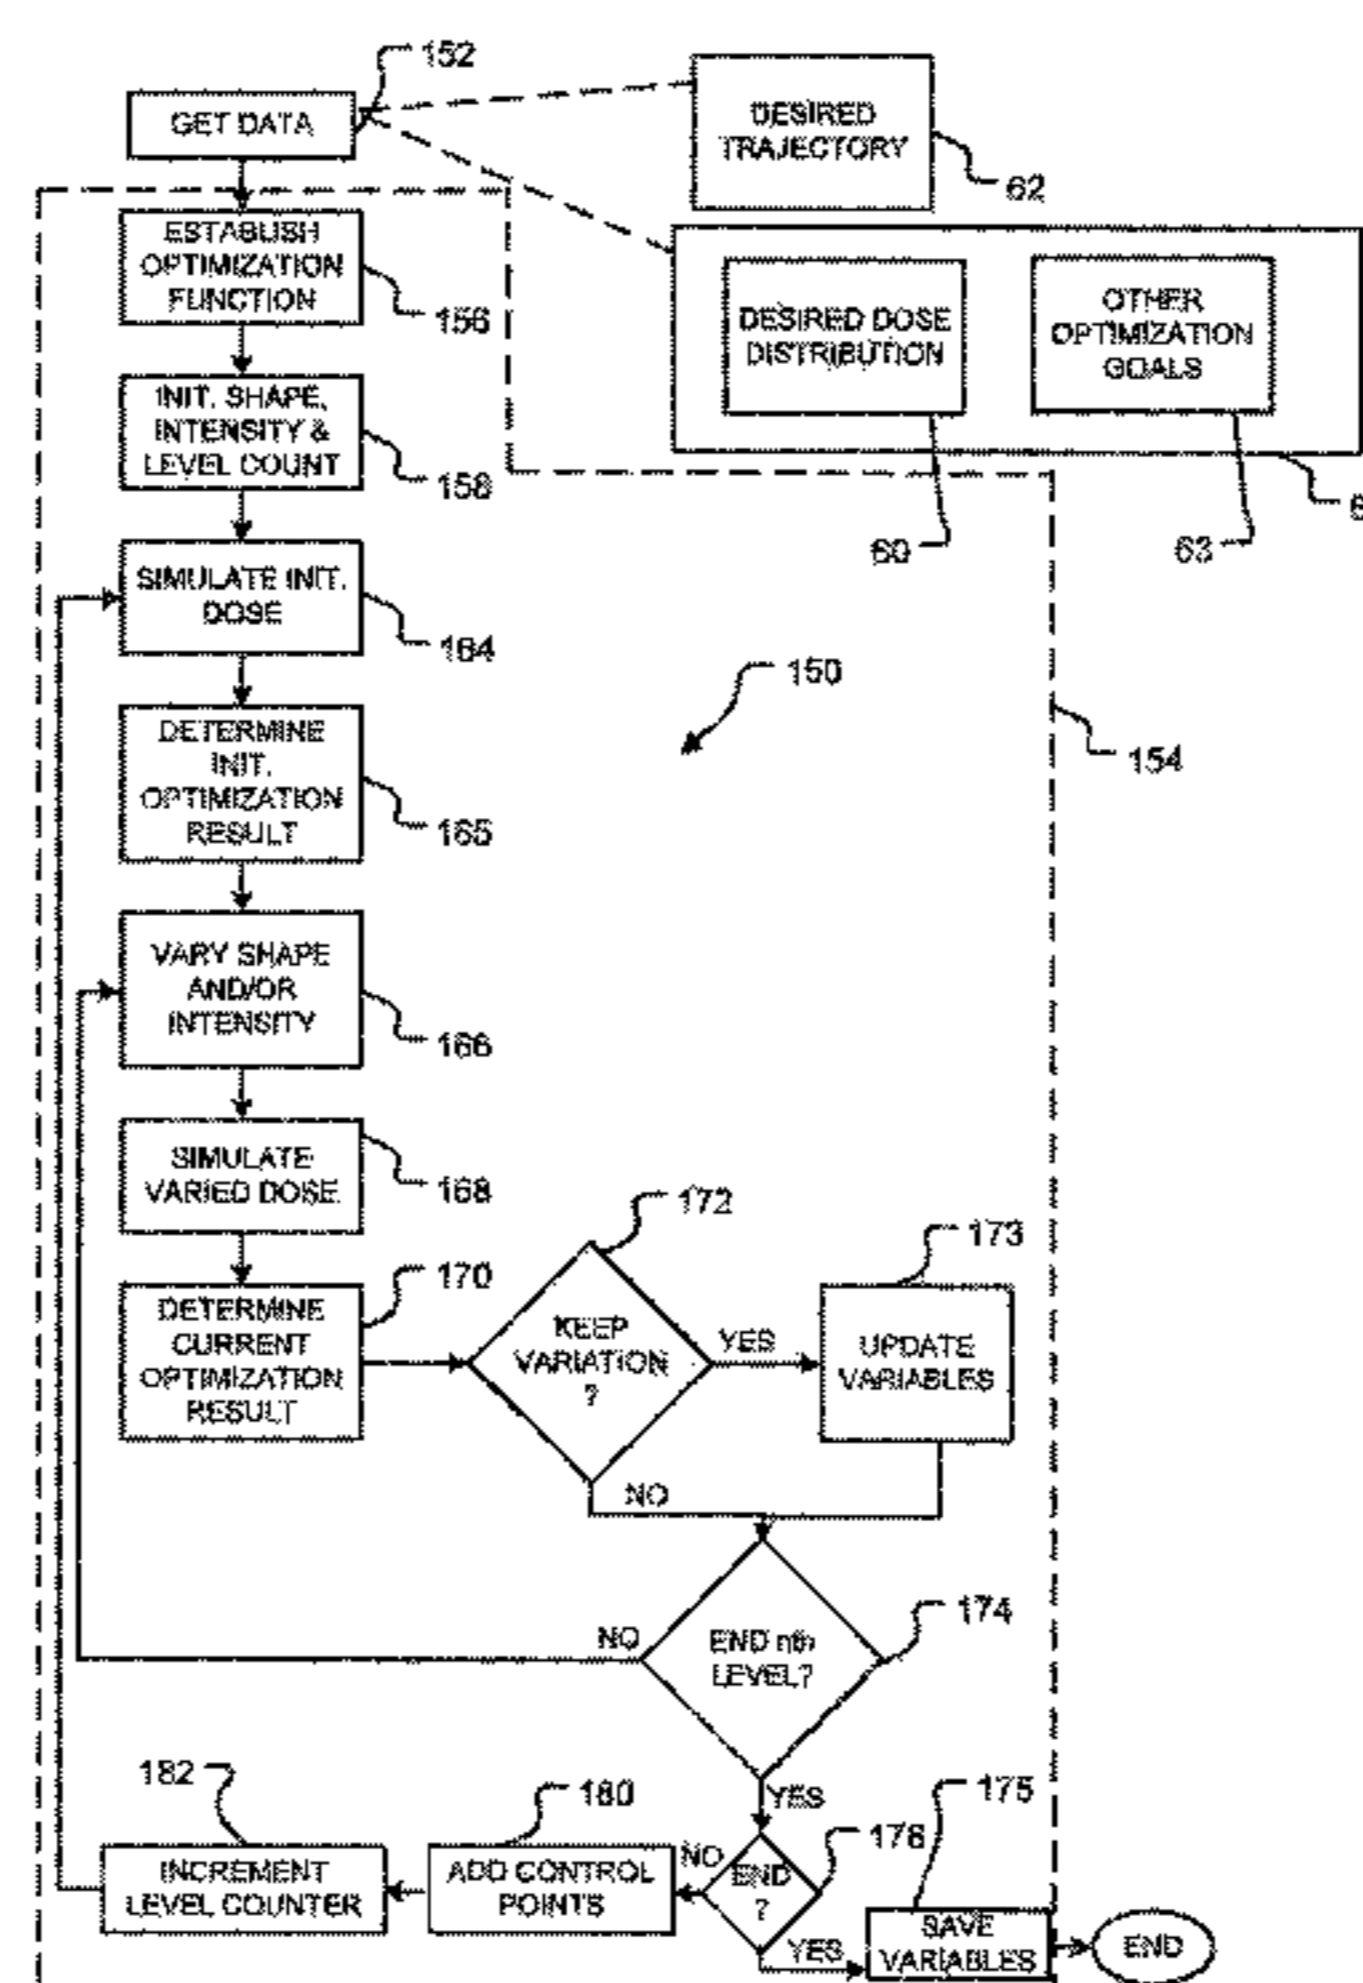 152
GET DATA
DESIRED
TRAJECTORY
62
ESTABLISH
OPTIMIZATION
FUNCTION
156
DESIRED DOSE
DISTRIBUTION
OTHER
OPTIMIZATION
GOALS
INIT. SHAPE,
INTENSITY &
LEVEL COUNT
158
60
63
6
SIMULATE INIT.
DOSE
164
150
DETERMINE
INIT.
OPTIMIZATION
RESULT
165
154
VARY SHAPE
AND/OR
INTENSITY
166
SIMULATE
VARIED DOSE
168
172
173
170
DETERMINE
CURRENT
OPTIMIZATION
RESULT
KEEP
VARIATION
?
YES
UPDATE
VARIABLES
NO
174
NO
END nth
LEVEL?
YES
182
180
175
178
INCREMENT
LEVEL COUNTER
ADD CONTROL
POINTS
NO
END
?
YES
SAVE
VARIABLES
END